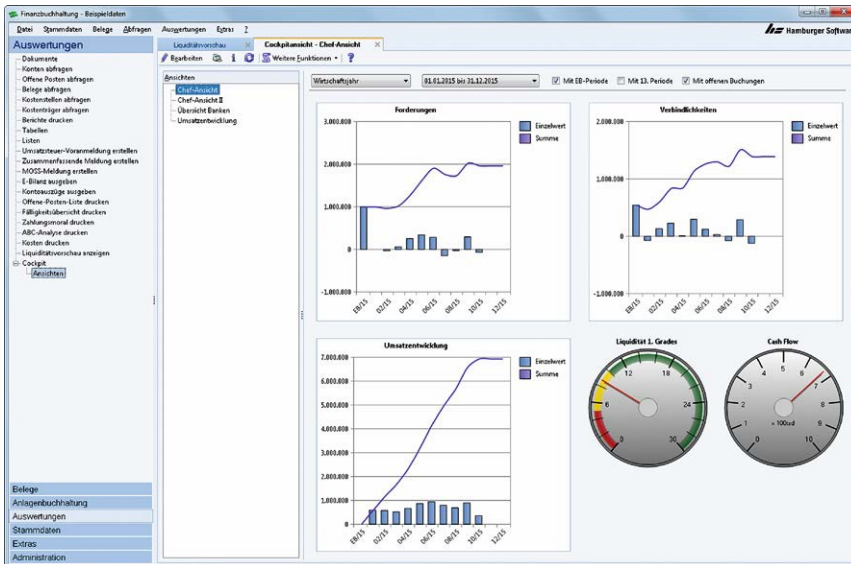 Finanzbuchhaltung - Beispieldaten
Datei Stammdaten Belege Abfragen Auswertungen Extras ?
hs Hamburger Software
Auswertungen
Dokumente
Konten abfragen
Offene Posten abfragen
Belege abfragen
Kostenstellen abfragen
Kostenträger abfragen
Berichte drucken
Tabellen
Listen
Umsatzsteuer-Voranmeldung erstellen
Zusammenfassende Meldung erstellen
MOSS-Meldung erstellen
E-Bilanz ausgeben
Kontoauszüge ausgeben
Offene-Posten-Liste drucken
Fälligkeitsübersicht drucken
Zahlungsmoral drucken
ABC-Analyse drucken
Kosten drucken
Liquiditätsvorschau anzeigen
Cockpit
Ansichten
Belege
Anlagenbuchhaltung
Auswertungen
Stammdaten
Extras
Administration
Liquiditätsvorschau
Cockpitansicht - Chef-Ansicht
Bearbeiten Weitere Funktionen
Ansichten
Chef-Ansicht
Chef-Ansicht II
Übersicht Banken
Umsatzentwicklung
Wirtschaftsjahr 01.01.2015 bis 31.12.2015 Mit EB-Periode Mit 13. Periode Mit offenen Buchungen
Forderungen
3.000.000
2.000.000
1.000.000
0
-1.000.000
EB/15 02/15 04/15 06/15 08/15 10/15 12/15
Einzelwert
Summe
Verbindlichkeiten
2.000.000
1.000.000
0
-1.000.000
EB/15 02/15 04/15 06/15 08/15 10/15 12/15
Einzelwert
Summe
Umsatzentwicklung
7.000.000
6.000.000
5.000.000
4.000.000
3.000.000
2.000.000
1.000.000
0
EB/15 02/15 04/15 06/15 08/15 10/15 12/15
Einzelwert
Summe
Liquidität 1. Grades
0 6 12 18 24 30
Cash Flow
0 1 2 3 4 5 6 7 8 9 10
× 100tsd